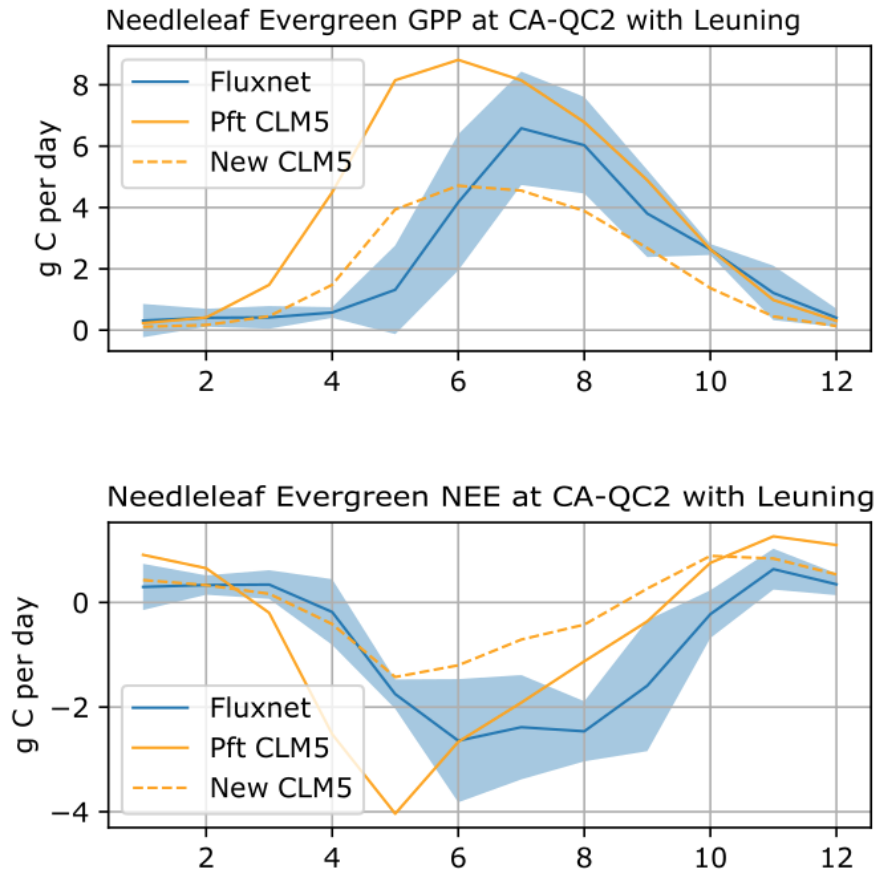 Needleleaf Evergreen GPP at CA-QC2 with Leuning
8
6
4
2
0
g C per day
Fluxnet
Pft CLM5
New CLM5
2 4 6 8 10 12
Needleleaf Evergreen NEE at CA-QC2 with Leuning
0
−2
−4
g C per day
Fluxnet
Pft CLM5
New CLM5
2 4 6 8 10 12